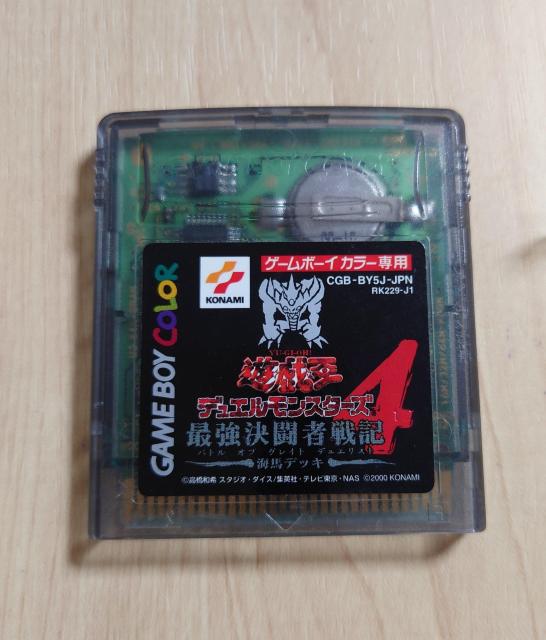 ゲームボーイ カラー専用
CGB-BY5J-JPN
RK229-J1
KONAMI
GAME BOY COLOR
YU-GI-OH!
遊戯王
デュエルモンスターズ4
最強決闘者戦記
バトル オブ グレイト デュエリスト
海馬デッキ
©高橋和希 スタジオ・ダイス/集英社・テレビ東京・NAS ©2000 KONAMI